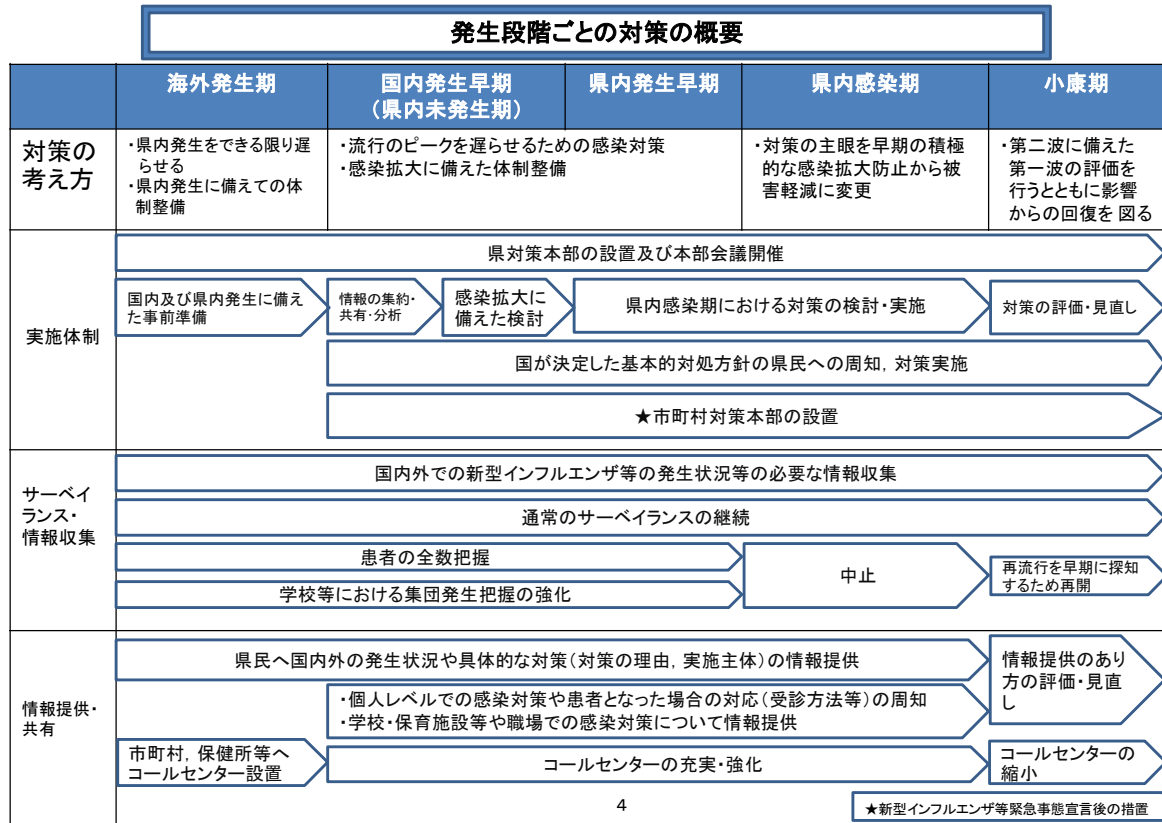 発生段階ごとの対策の概要
海外発生期
国内発生早期
(県内未発生期)
県内発生早期
県内感染期
小康期
対策の
考え方
・県内発生をできる限り遅
らせる
・県内発生に備えての体
制整備
・流行のピークを遅らせるための感染対策
・感染拡大に備えた体制整備
・対策の主眼を早期の積極
的な感染拡大防止から被
害軽減に変更
・第二波に備えた
第一波の評価を
行うとともに影響
からの回復を 図る
実施体制
県対策本部の設置及び本部会議開催
国内及び県内発生に備え
た事前準備
情報の集約・
共有・分析
感染拡大に
備えた検討
県内感染期における対策の検討・実施
対策の評価・見直し
国が決定した基本的対処方針の県民への周知, 対策実施
★市町村対策本部の設置
サーベイ
ランス・
情報収集
国内外での新型インフルエンザ等の発生状況等の必要な情報収集
通常のサーベイランスの継続
患者の全数把握
学校等における集団発生把握の強化
中止
再流行を早期に探知
するため再開
情報提供・
共有
県民へ国内外の発生状況や具体的な対策(対策の理由, 実施主体)の情報提供
・個人レベルでの感染対策や患者となった場合の対応(受診方法等)の周知
・学校・保育施設等や職場での感染対策について情報提供
情報提供のあり
方の評価・見直
し
市町村, 保健所等へ
コールセンター設置
コールセンターの充実・強化
コールセンターの
縮小
4
★新型インフルエンザ等緊急事態宣言後の措置